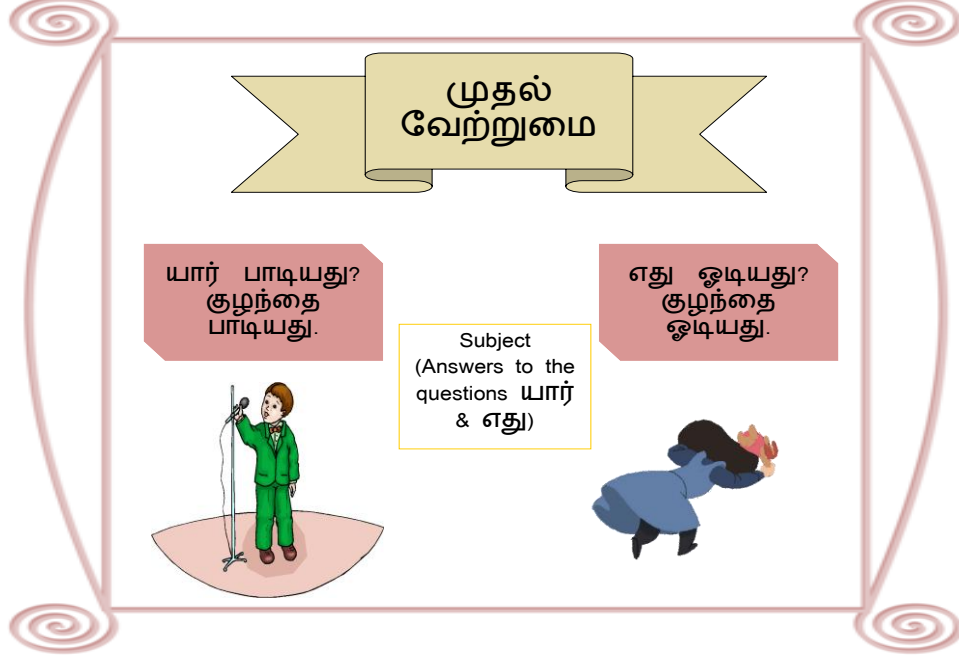 முதல்
வேற்றுமை
யார் பாடியது?
குழந்தை
பாடியது.
Subject
(Answers to the
questions யார்
& எது)
எது ஓடியது?
குழந்தை
ஓடியது.